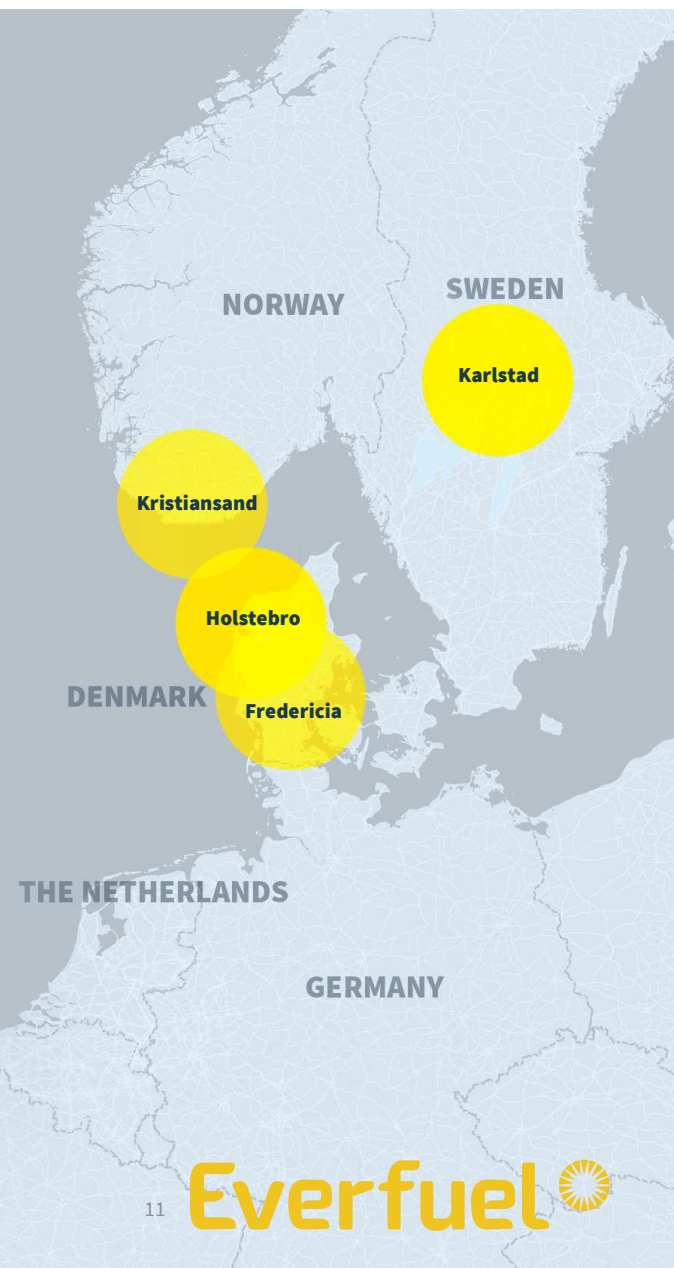 SWEDEN
NORWAY
Karlstad
Kristiansand
Holstebro
DENMARK
Fredericia
THE NETHERLANDS
GERMANY
11
Everfuel